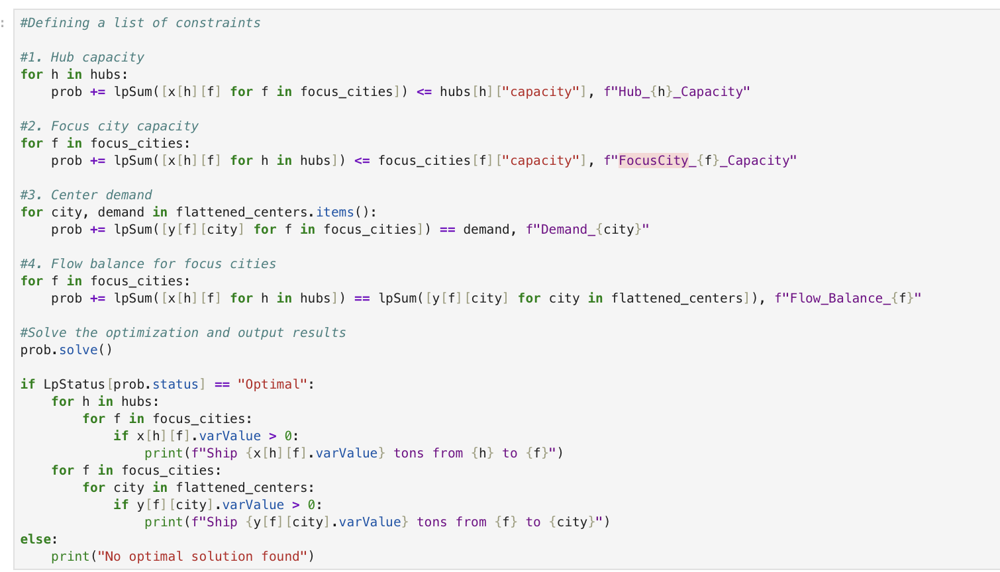 :
#Defining a list of constraints
#1. Hub capacity
for h in hubs:
    prob += lpSum([x[h][f] for f in focus_cities]) <= hubs[h]["capacity"], f"Hub_{h}_Capacity"
#2. Focus city capacity
for f in focus_cities:
    prob += lpSum([x[h][f] for h in hubs]) <= focus_cities[f]["capacity"], f"FocusCity_{f}_Capacity"
#3. Center demand
for city, demand in flattened_centers.items():
    prob += lpSum([y[f][city] for f in focus_cities]) == demand, f"Demand_{city}"
#4. Flow balance for focus cities
for f in focus_cities:
    prob += lpSum([x[h][f] for h in hubs]) == lpSum([y[f][city] for city in flattened_centers]), f"Flow_Balance_{f}"
#Solve the optimization and output results
prob.solve()
if LpStatus[prob.status] == "Optimal":
    for h in hubs:
        for f in focus_cities:
            if x[h][f].varValue > 0:
                print(f"Ship {x[h][f].varValue} tons from {h} to {f}")
    for f in focus_cities:
        for city in flattened_centers:
            if y[f][city].varValue > 0:
                print(f"Ship {y[f][city].varValue} tons from {f} to {city}")
else:
    print("No optimal solution found")